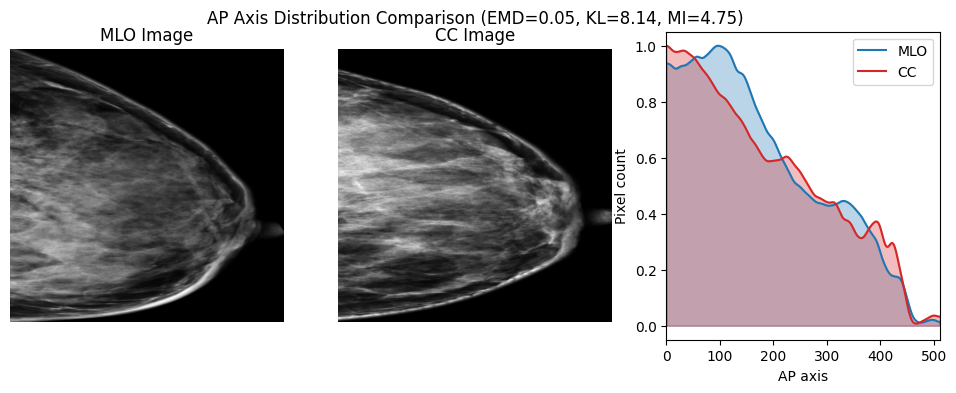 AP Axis Distribution Comparison (EMD=0.05, KL=8.14, MI=4.75)
MLO Image
CC Image
MLO
CC
1.0
0.8
0.6
0.4
0.2
0.0
Pixel count
0 100 200 300 400 500
AP axis